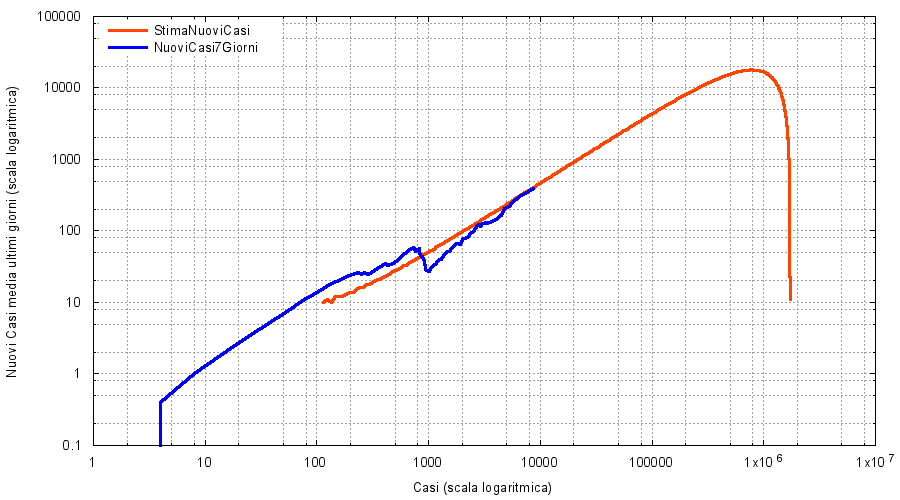 100000
10000
1000
100
10
1
0.1
StimaNuoviCasi
NuoviCasi7Giorni
Nuovi Casi media ultimi giorni (scala logaritmica)
1 10 100 1000 10000 100000 1x10^6 1x10^7
Casi (scala logaritmica)